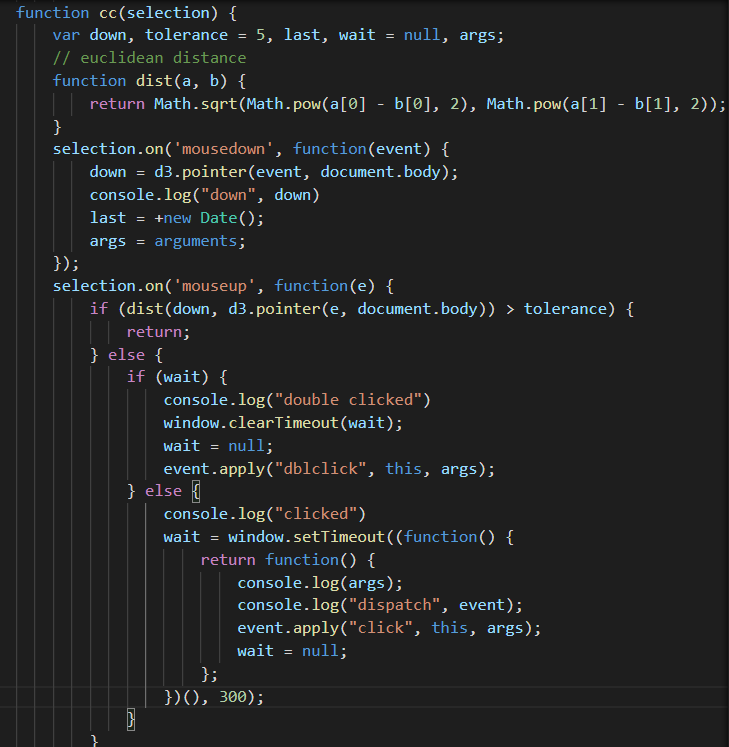 function cc(selection) {
var down, tolerance = 5, last, wait = null, args;
// euclidean distance
function dist(a, b) {
return Math.sqrt(Math.pow(a[0] - b[0], 2), Math.pow(a[1] - b[1], 2));
}
selection.on('mousedown', function(event) {
down = d3.pointer(event, document.body);
console.log("down", down)
last = +new Date();
args = arguments;
});
selection.on('mouseup', function(e) {
if (dist(down, d3.pointer(e, document.body)) > tolerance) {
return;
} else {
if (wait) {
console.log("double clicked")
window.clearTimeout(wait);
wait = null;
event.apply("dblclick", this, args);
} else {
console.log("clicked")
wait = window.setTimeout((function() {
return function() {
console.log(args);
console.log("dispatch", event);
event.apply("click", this, args);
wait = null;
};
})(), 300);
}
}